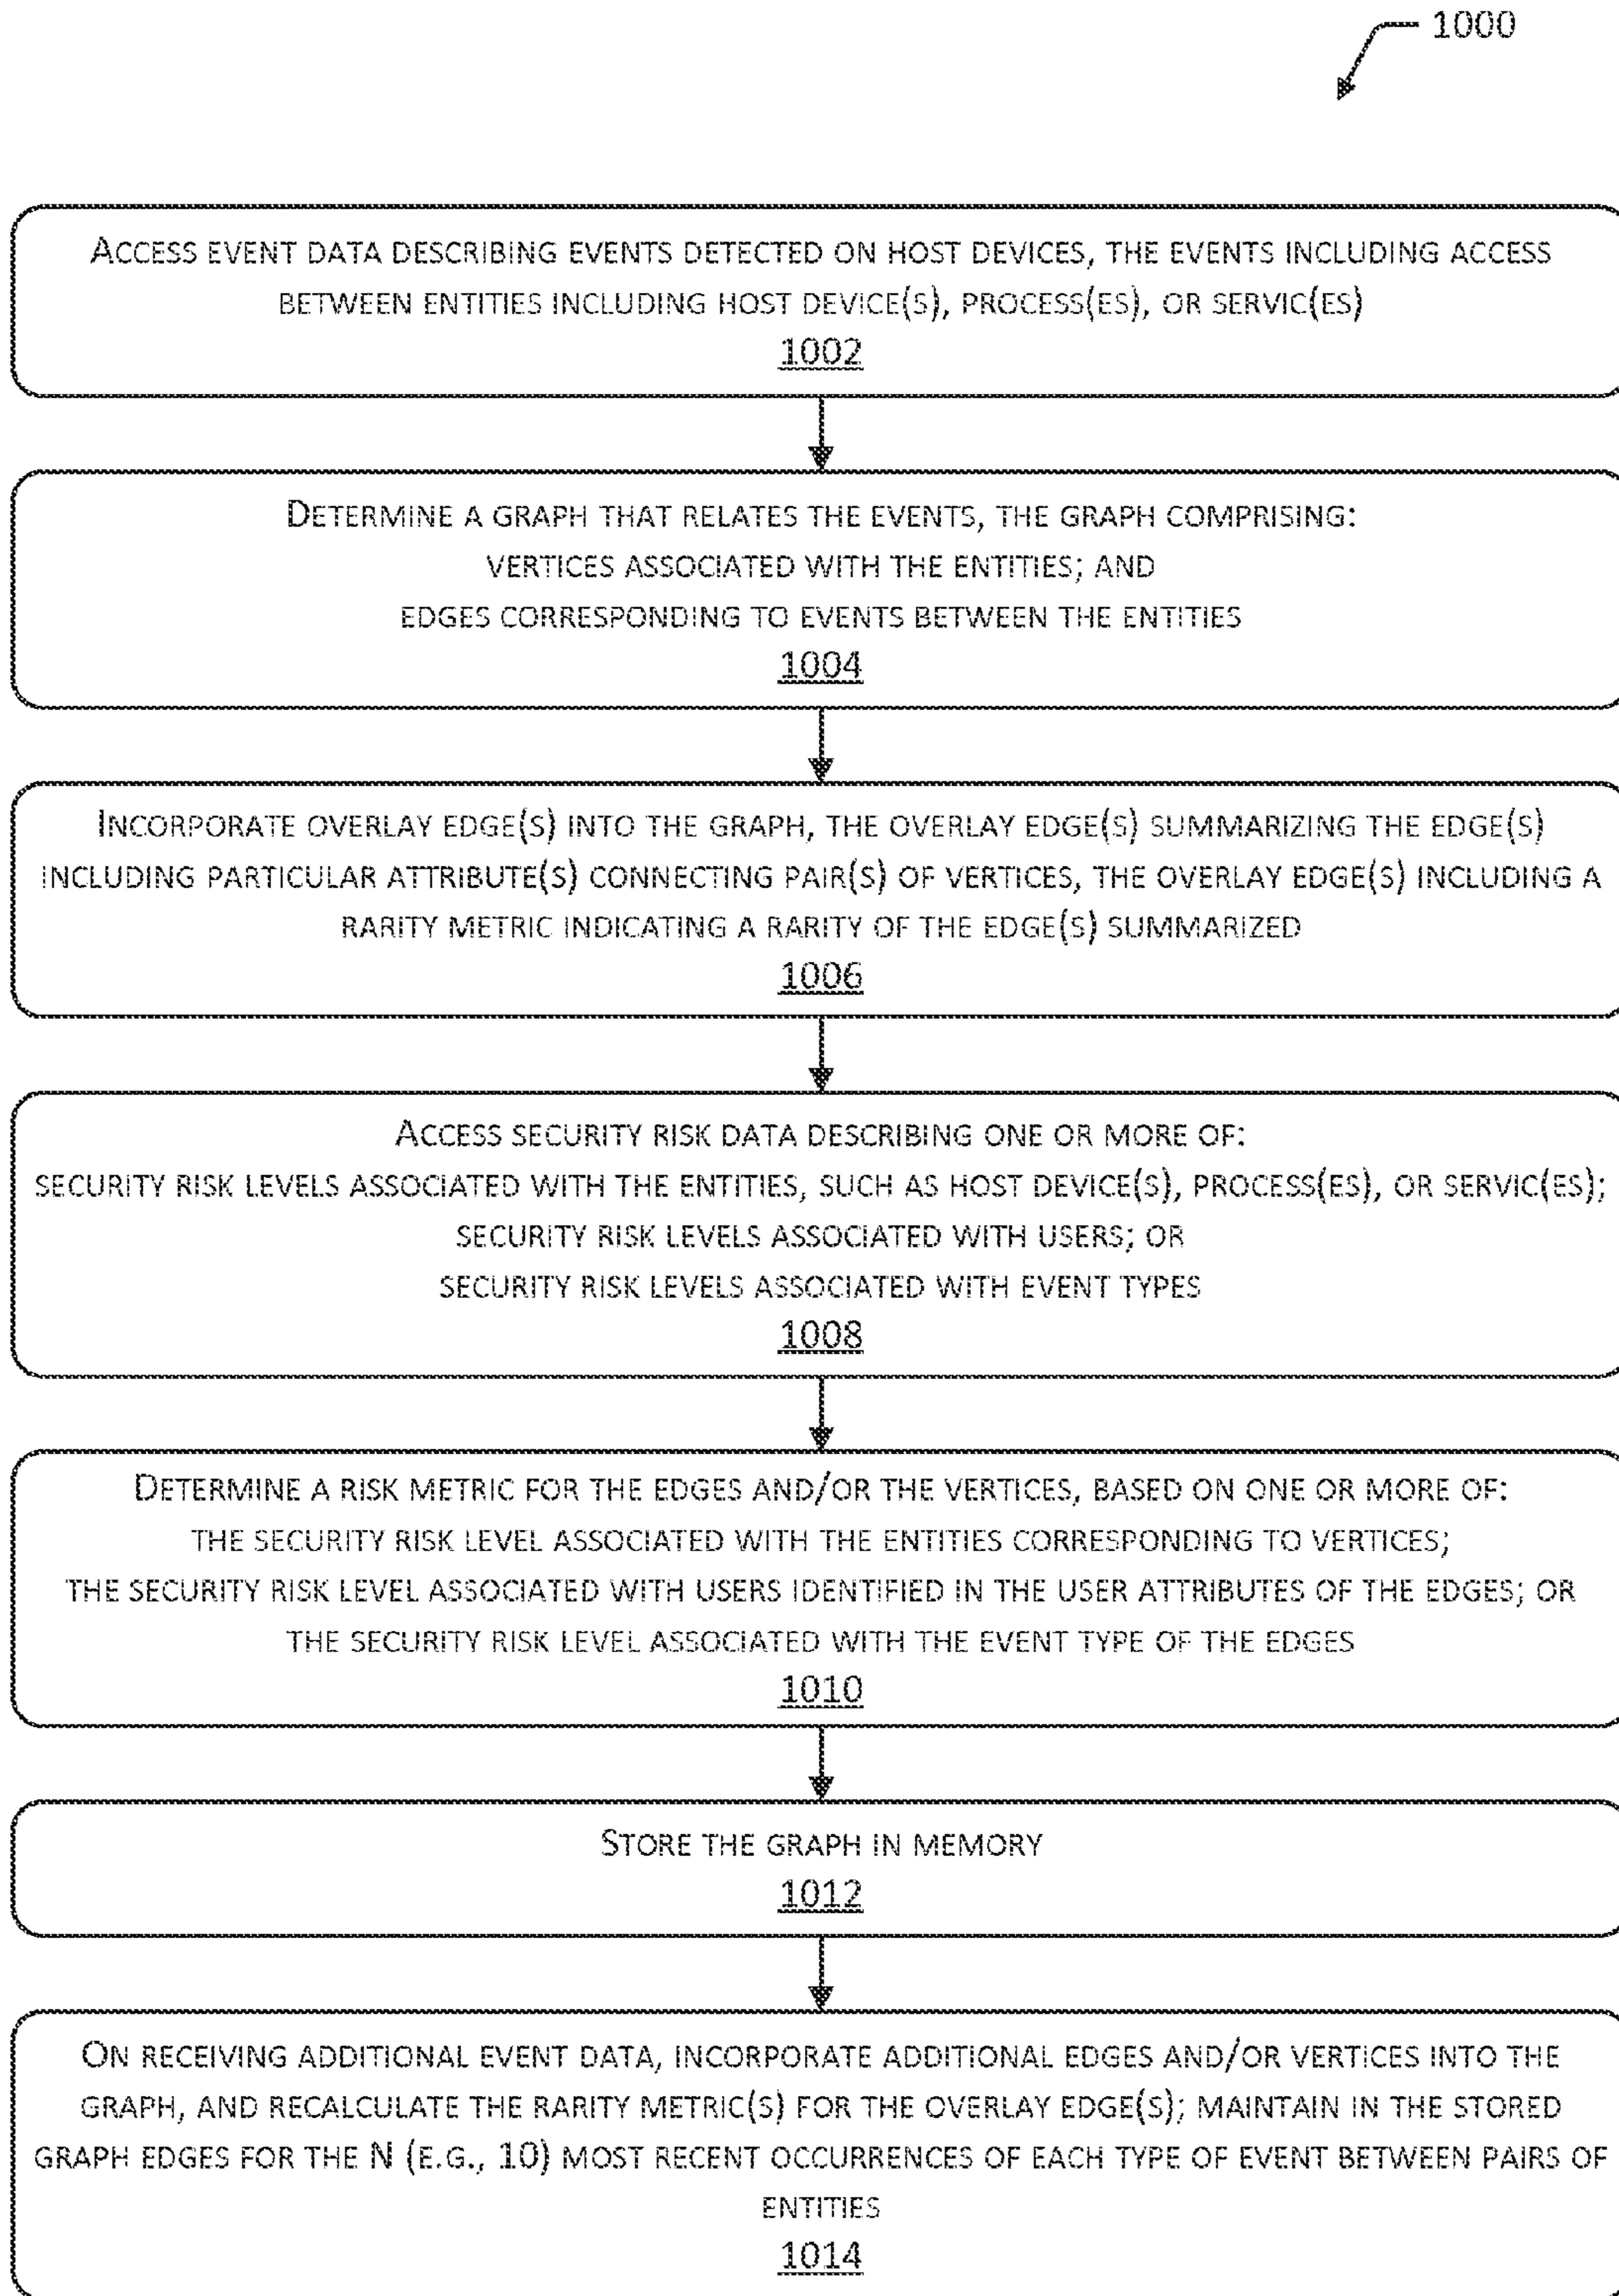 1000
ACCESS EVENT DATA DESCRIBING EVENTS DETECTED ON HOST DEVICES, THE EVENTS INCLUDING ACCESS
BETWEEN ENTITIES INCLUDING HOST DEVICE(S), PROCESS(ES), OR SERVIC(ES)
1002
DETERMINE A GRAPH THAT RELATES THE EVENTS, THE GRAPH COMPRISING:
VERTICES ASSOCIATED WITH THE ENTITIES; AND
EDGES CORRESPONDING TO EVENTS BETWEEN THE ENTITIES
1004
INCORPORATE OVERLAY EDGE(S) INTO THE GRAPH, THE OVERLAY EDGE(S) SUMMARIZING THE EDGE(S)
INCLUDING PARTICULAR ATTRIBUTE(S) CONNECTING PAIR(S) OF VERTICES, THE OVERLAY EDGE(S) INCLUDING A
RARITY METRIC INDICATING A RARITY OF THE EDGE(S) SUMMARIZED
1006
ACCESS SECURITY RISK DATA DESCRIBING ONE OR MORE OF:
SECURITY RISK LEVELS ASSOCIATED WITH THE ENTITIES, SUCH AS HOST DEVICE(S), PROCESS(ES), OR SERVIC(ES);
SECURITY RISK LEVELS ASSOCIATED WITH USERS; OR
SECURITY RISK LEVELS ASSOCIATED WITH EVENT TYPES
1008
DETERMINE A RISK METRIC FOR THE EDGES AND/OR THE VERTICES, BASED ON ONE OR MORE OF:
THE SECURITY RISK LEVEL ASSOCIATED WITH THE ENTITIES CORRESPONDING TO VERTICES;
THE SECURITY RISK LEVEL ASSOCIATED WITH USERS IDENTIFIED IN THE USER ATTRIBUTES OF THE EDGES; OR
THE SECURITY RISK LEVEL ASSOCIATED WITH THE EVENT TYPE OF THE EDGES
1010
STORE THE GRAPH IN MEMORY
1012
ON RECEIVING ADDITIONAL EVENT DATA, INCORPORATE ADDITIONAL EDGES AND/OR VERTICES INTO THE
GRAPH, AND RECALCULATE THE RARITY METRIC(S) FOR THE OVERLAY EDGE(S); MAINTAIN IN THE STORED
GRAPH EDGES FOR THE N (E.G., 10) MOST RECENT OCCURRENCES OF EACH TYPE OF EVENT BETWEEN PAIRS OF
ENTITIES
1014